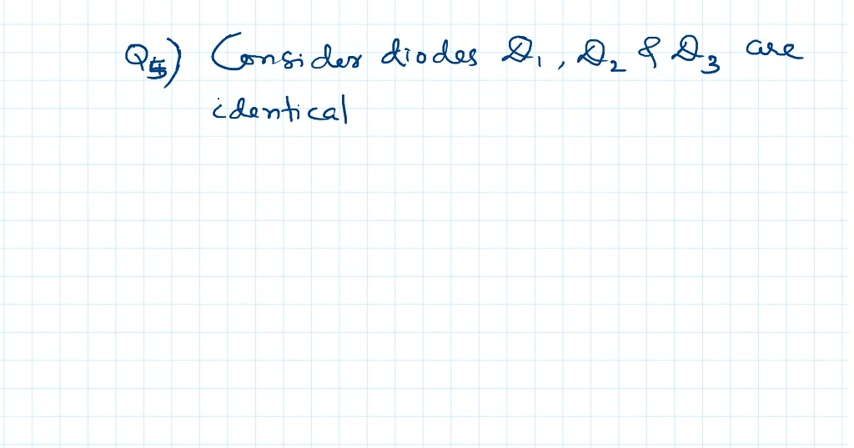 Q5) Consider diodes D1, D2 & D3 are
identical